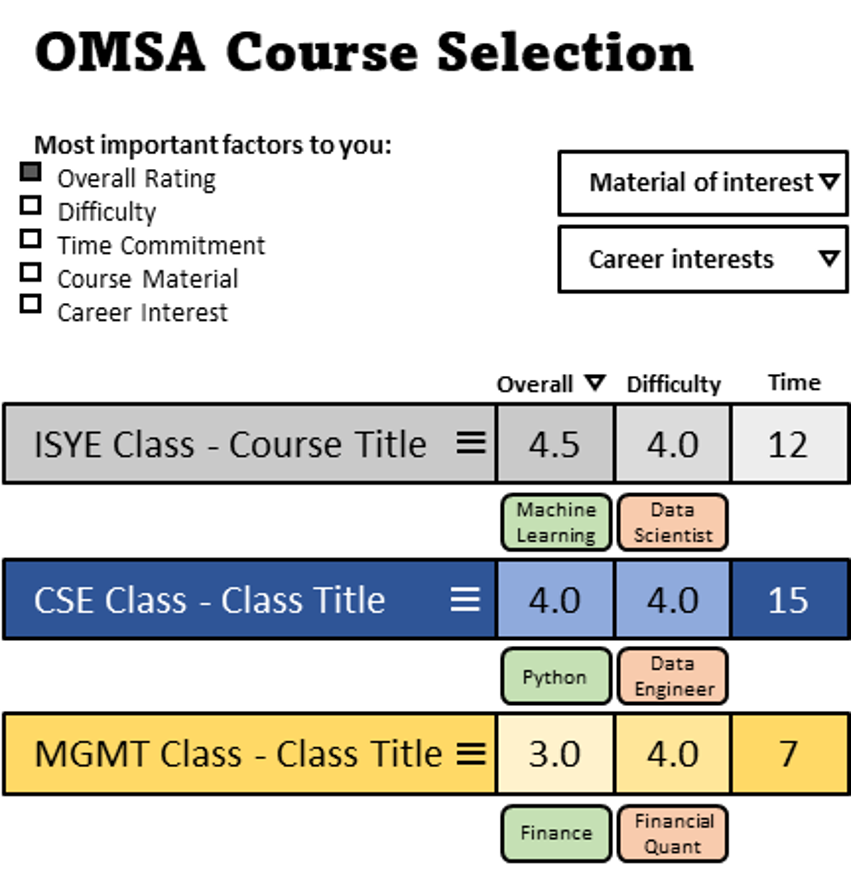 OMSA Course Selection
Most important factors to you:
Overall Rating
Difficulty
Time Commitment
Course Material
Career Interest
Material of interest
Career interests
Overall Difficulty Time
ISYE Class - Course Title 4.5 4.0 12
Machine Learning
Data Scientist
CSE Class - Class Title 4.0 4.0 15
Python
Data Engineer
MGMT Class - Class Title 3.0 4.0 7
Finance
Financial Quant